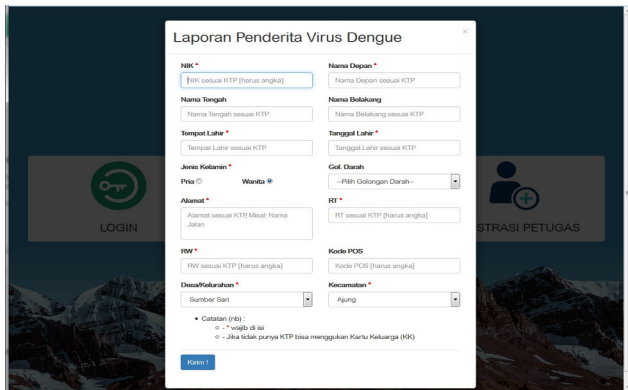 Laporan Penderita Virus Dengue
×
NIK *
Nama Depan *
NIK sesuai KTP [harus angka]
Nama Depan sesuai KTP
Nama Tengah
Nama Belakang
Nama Tengah sesuai KTP
Nama Belakang sesuai KTP
Tempat Lahir *
Tanggal Lahir *
Tempat Lahir sesuai KTP
Tanggal Lahir sesuai KTP
Jenis Kelamin *
Gol. Darah
Pria
Wanita
--Pilih Golongan Darah--
Alamat *
RT *
Alamat sesuai KTP, Misal: Nama
Jalan
RT sesuai KTP [harus angka]
LOGIN
STRASI PETUGAS
RW *
Kode POS
RW sesuai KTP [harus angka]
Kode POS [harus angka]
Desa/Kelurahan *
Kecamatan *
Sumber Sari
Ajung
• Catatan (nb) :
- * wajib di isi
- Jika tidak punya KTP bisa menggukan Kartu Keluarga (KK)
Kirim !